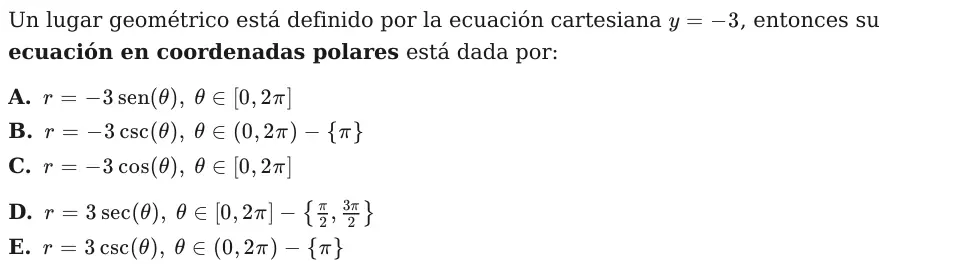 Un lugar geométrico está definido por la ecuación cartesiana y = −3, entonces su
ecuación en coordenadas polares está dada por:
A. r = −3 sen(θ), θ ∈ [0, 2π]
B. r = −3 csc(θ), θ ∈ (0, 2π) − {π}
C. r = −3 cos(θ), θ ∈ [0, 2π]
D. r = 3 sec(θ), θ ∈ [0, 2π] − {π/2, 3π/2}
E. r = 3 csc(θ), θ ∈ (0, 2π) − {π}